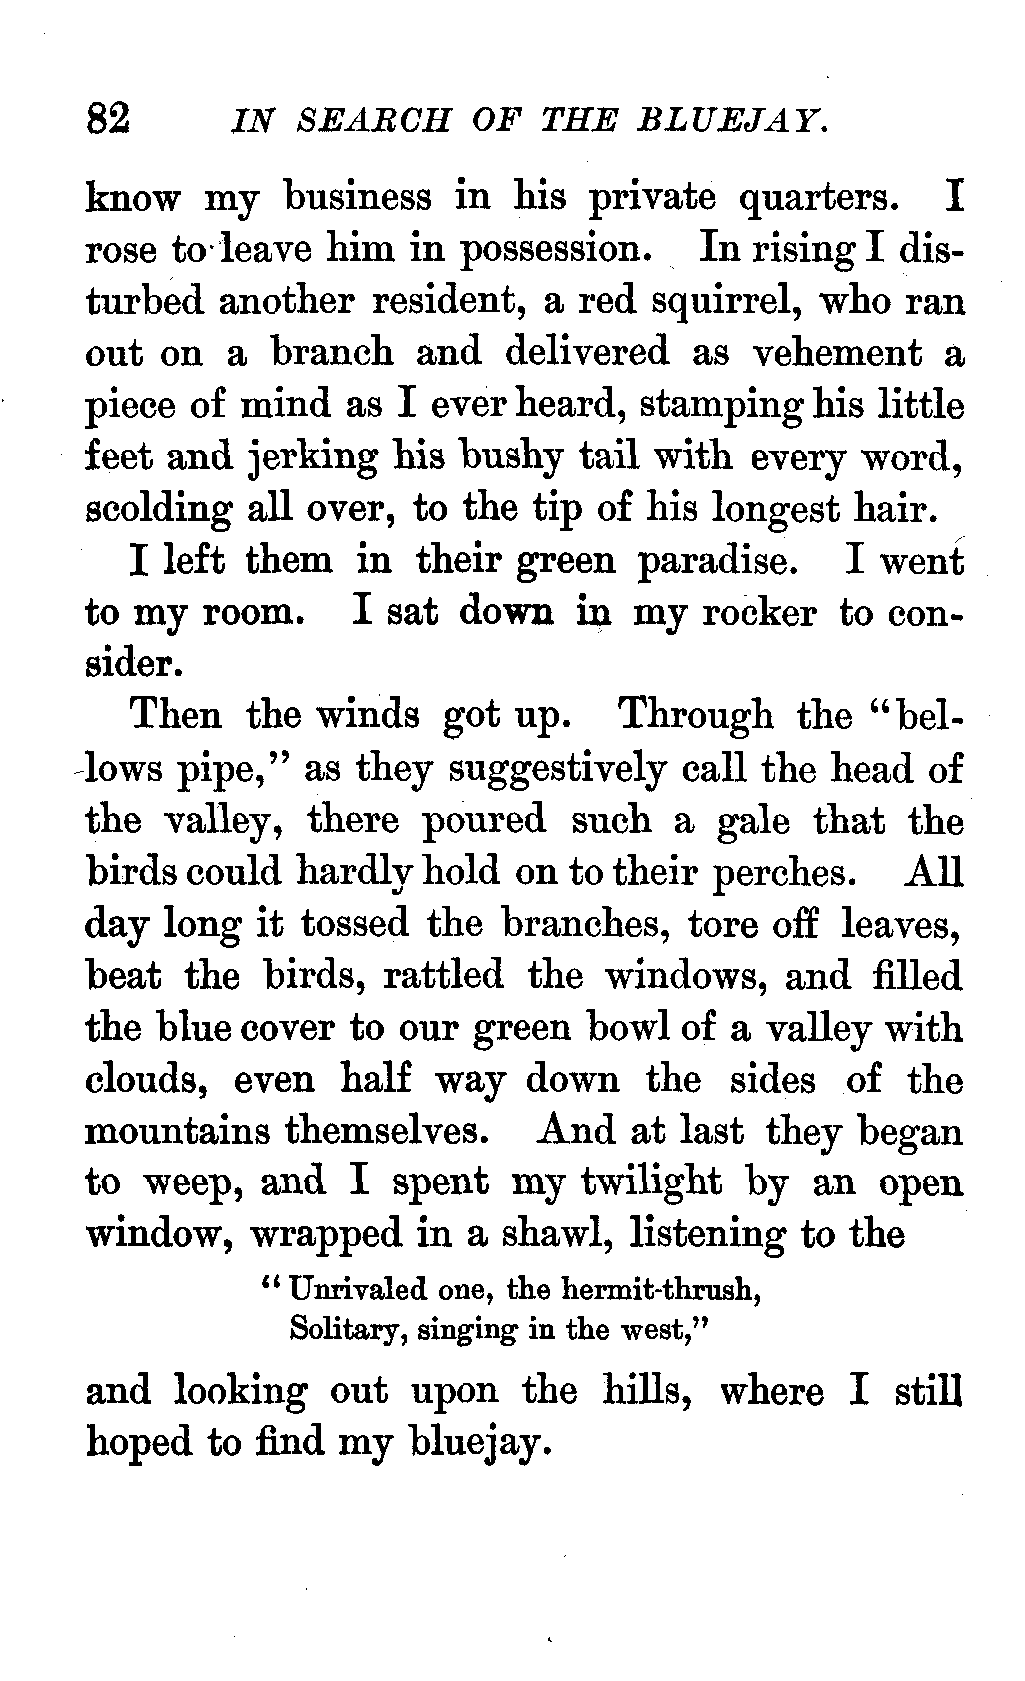 82 IN SEARCH OF THE BLUEJAY.
know my business in his private quarters. I
rose to leave him in possession. In rising I dis-
turbed another resident, a red squirrel, who ran
out on a branch and delivered as vehement a
piece of mind as I ever heard, stamping his little
feet and jerking his bushy tail with every word,
scolding all over, to the tip of his longest hair.
I left them in their green paradise. I went
to my room. I sat down in my rocker to con-
sider.
Then the winds got up. Through the "bel-
lows pipe," as they suggestively call the head of
the valley, there poured such a gale that the
birds could hardly hold on to their perches. All
day long it tossed the branches, tore off leaves,
beat the birds, rattled the windows, and filled
the blue cover to our green bowl of a valley with
clouds, even half way down the sides of the
mountains themselves. And at last they began
to weep, and I spent my twilight by an open
window, wrapped in a shawl, listening to the
"Unrivaled one, the hermit-thrush,
Solitary, singing in the west,"
and looking out upon the hills, where I still
hoped to find my bluejay.